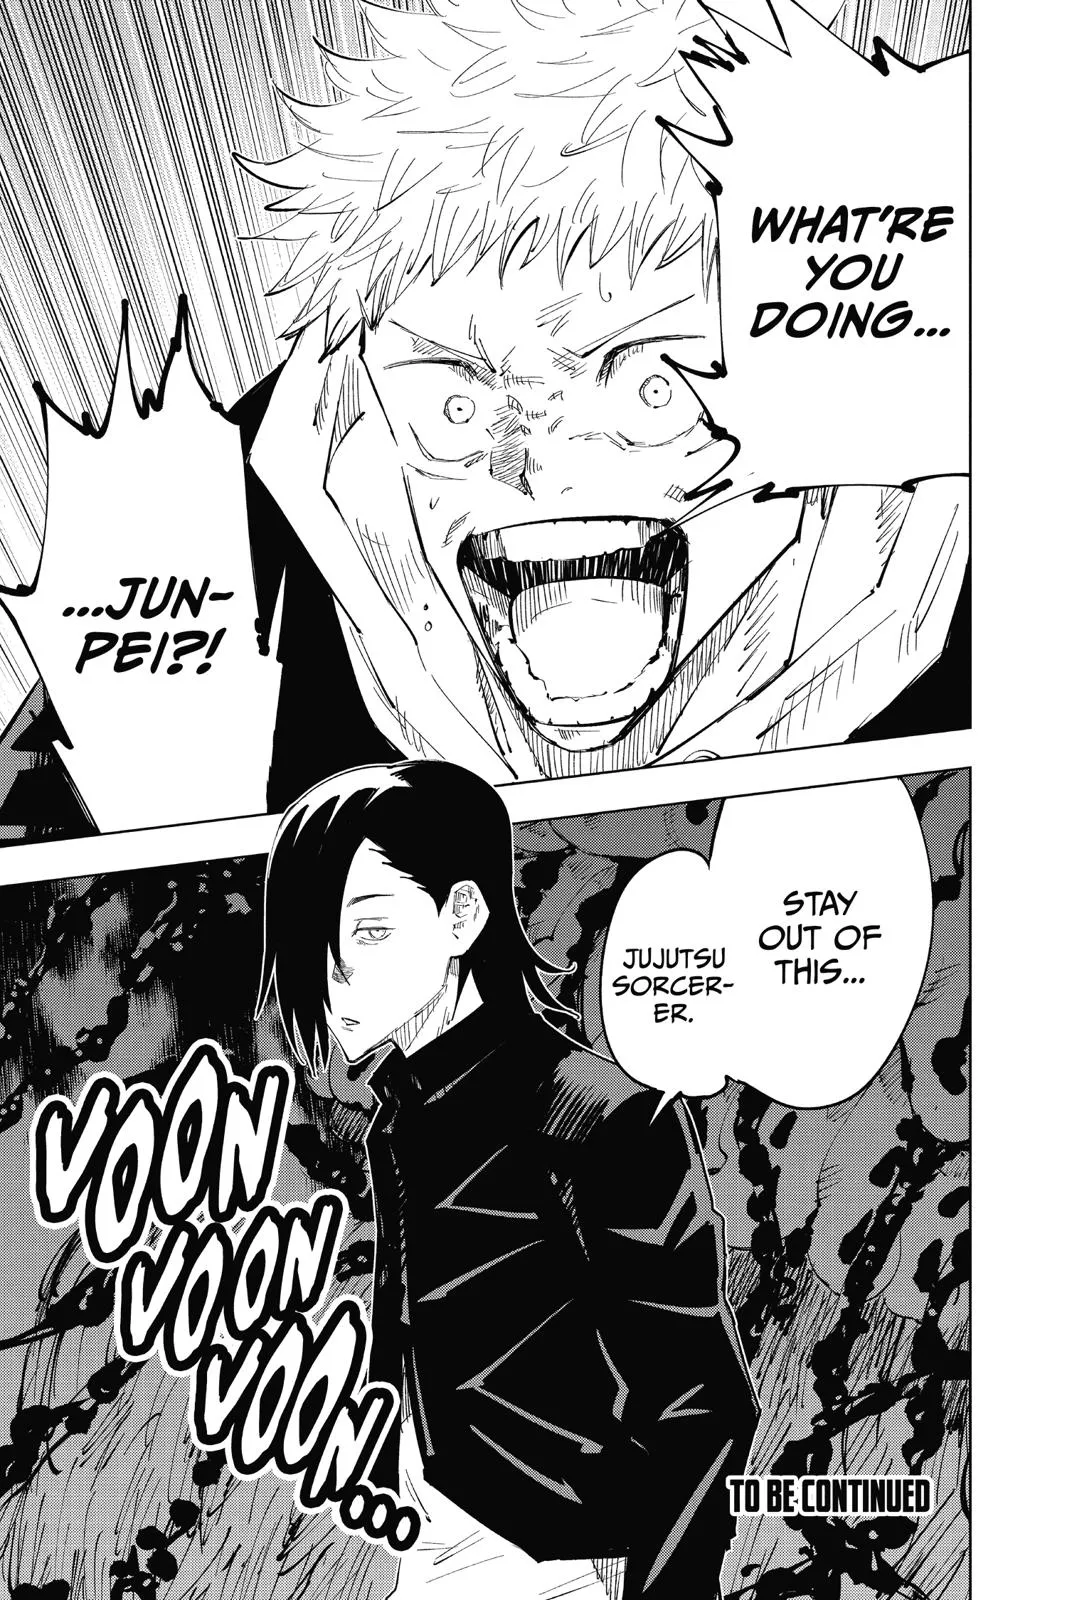 WHAT'RE
YOU
DOING...
...JUN-
PEI?!
STAY
OUT OF
THIS...
JUJUTSU
SORCER-
ER.
VOON
VOON
VOON...
TO BE CONTINUED